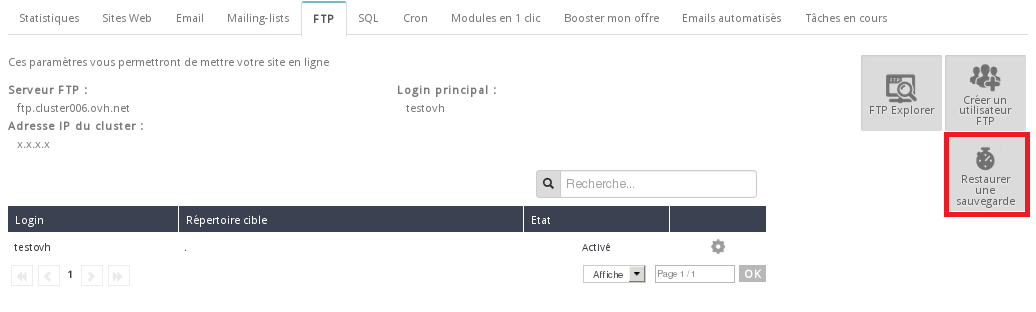 Statistiques Sites Web Email Mailing-lists FTP SQL Cron Modules en 1 clic Booster mon offre Emails automatisés Tâches en cours
Ces paramètres vous permettront de mettre votre site en ligne
Serveur FTP : Login principal :
ftp.cluster006.ovh.net testovh
Adresse IP du cluster :
x.x.x.x
FTP
FTP Explorer
Créer un
utilisateur
FTP
Restaurer
une
sauvegarde
Recherche...
Login Répertoire cible Etat
testovh . Activé
1 Affiche Page 1 / 1 OK